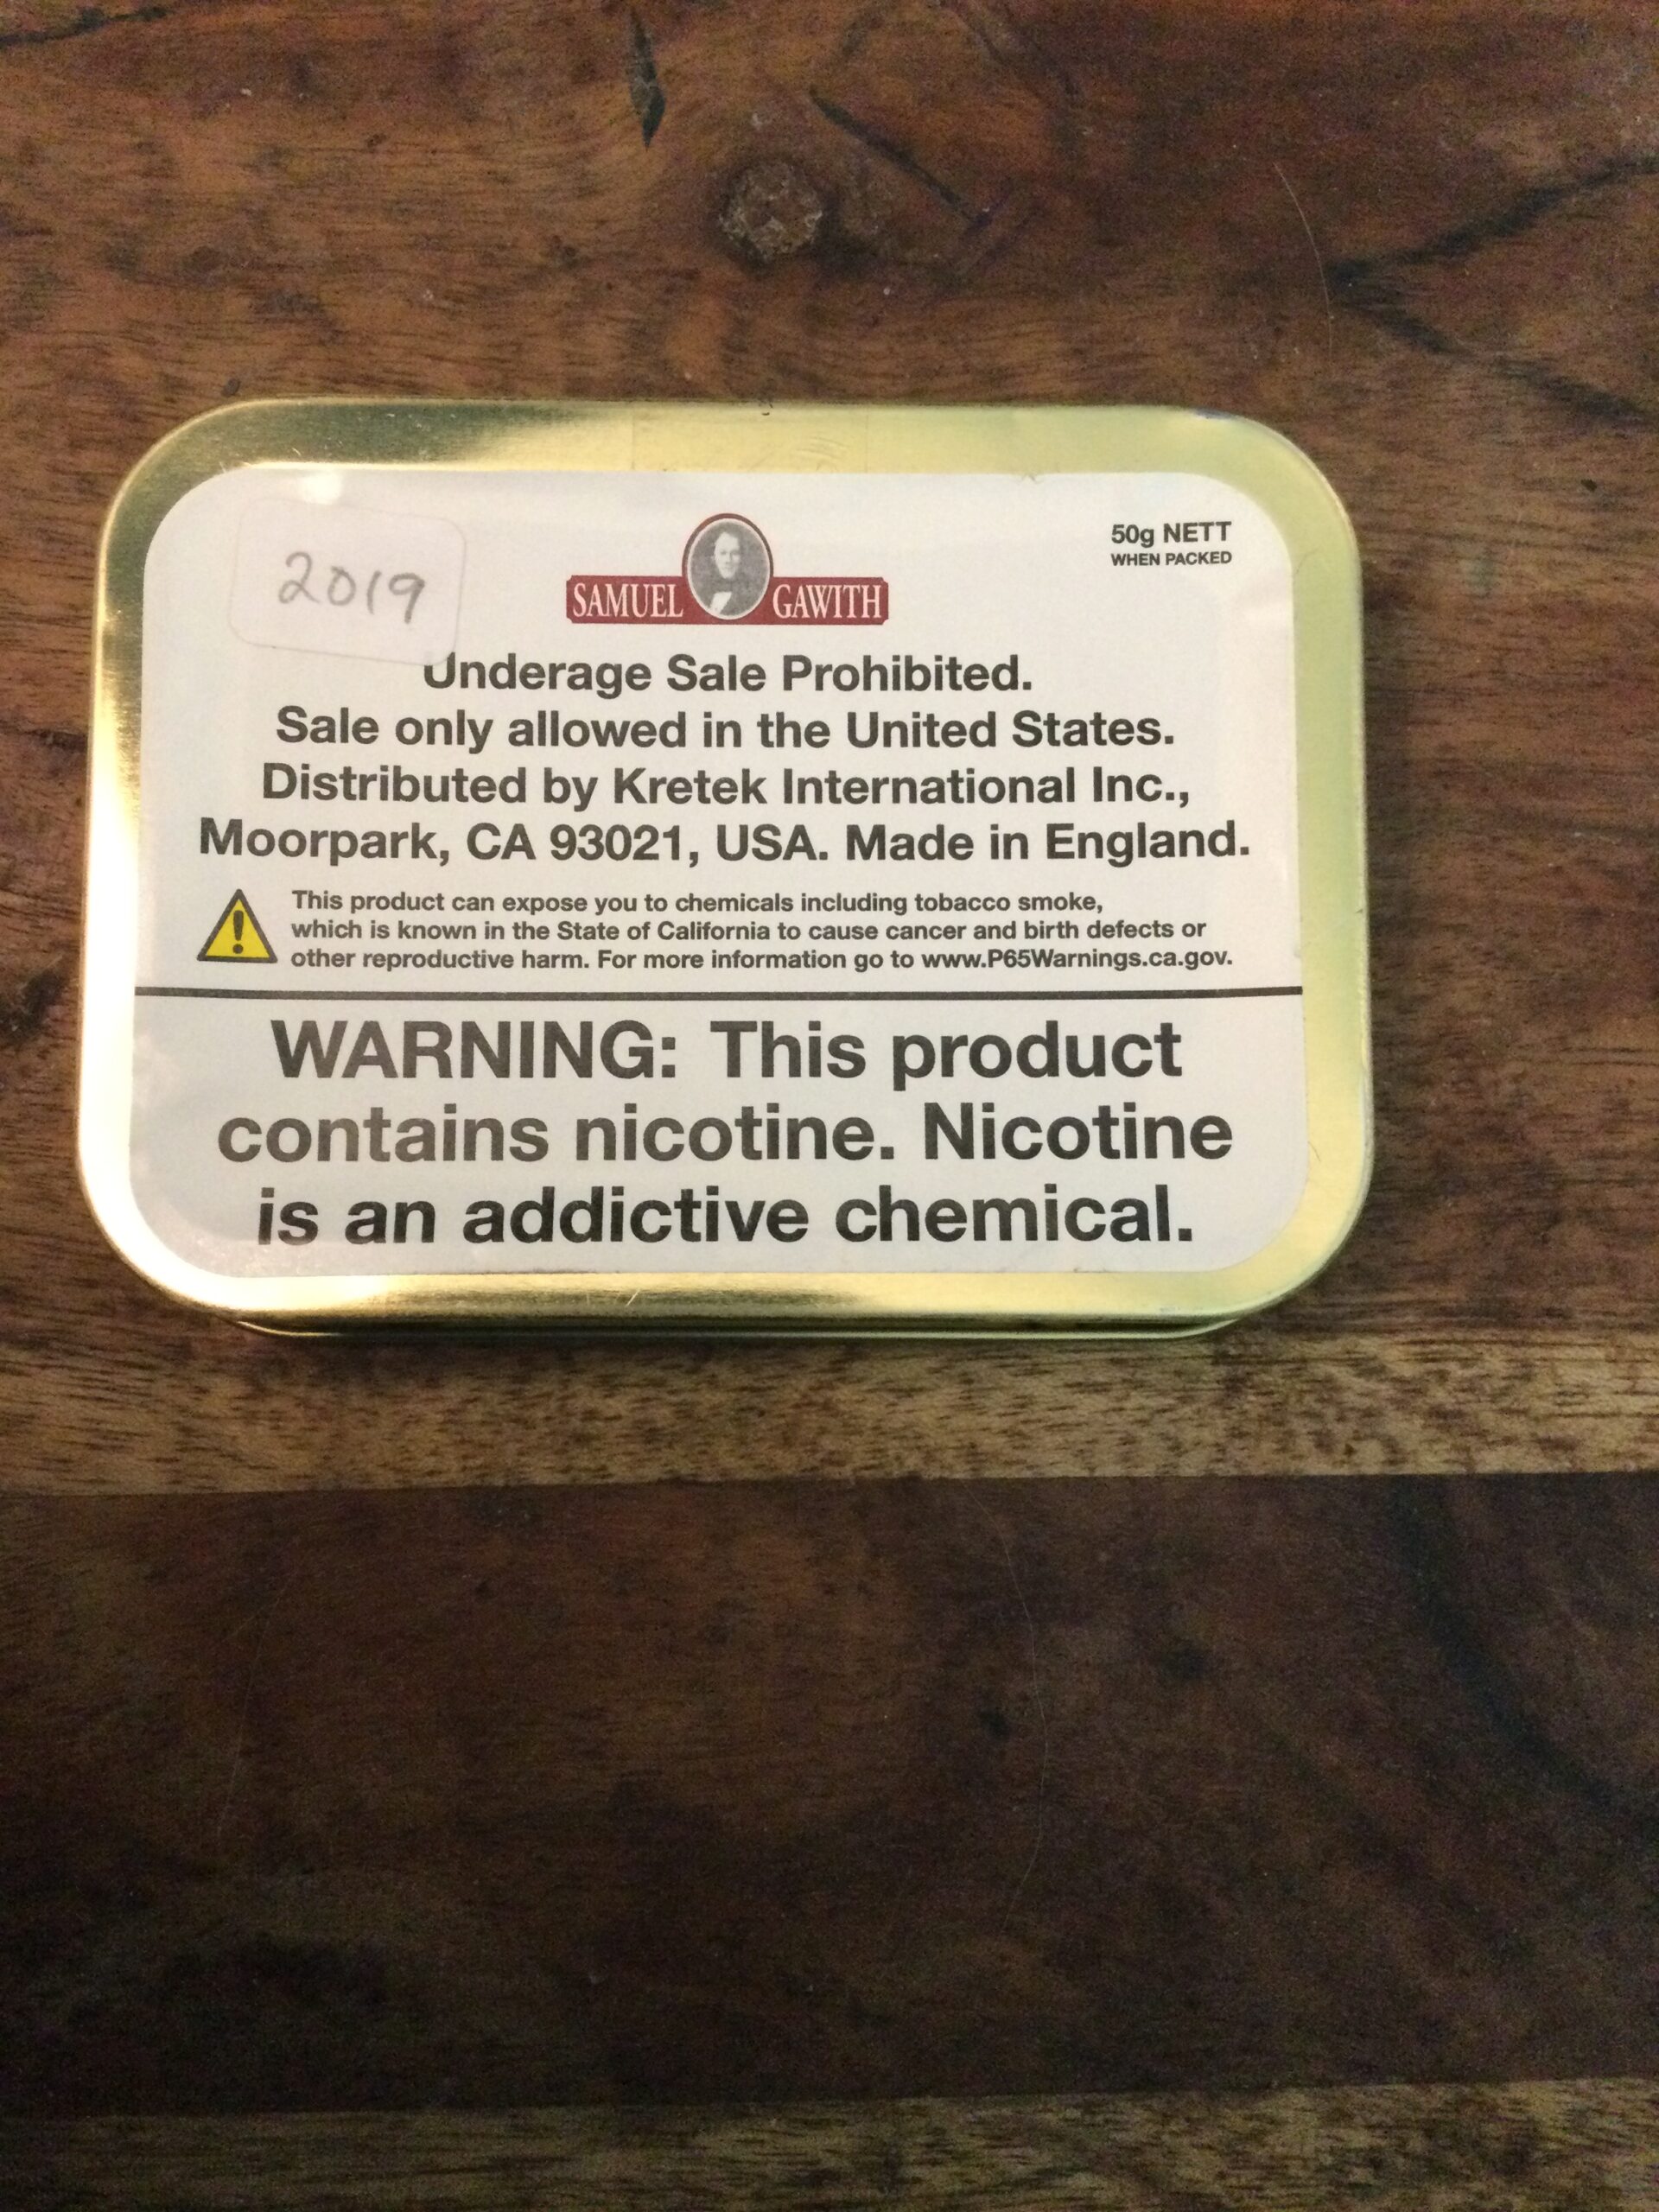 2019
SAMUEL GAWITH
50g NETT
WHEN PACKED
Underage Sale Prohibited.
Sale only allowed in the United States.
Distributed by Kretek International Inc.,
Moorpark, CA 93021, USA. Made in England.
This product can expose you to chemicals including tobacco smoke,
which is known in the State of California to cause cancer and birth defects or
other reproductive harm. For more information go to www.P65Warnings.ca.gov.
WARNING: This product
contains nicotine. Nicotine
is an addictive chemical.